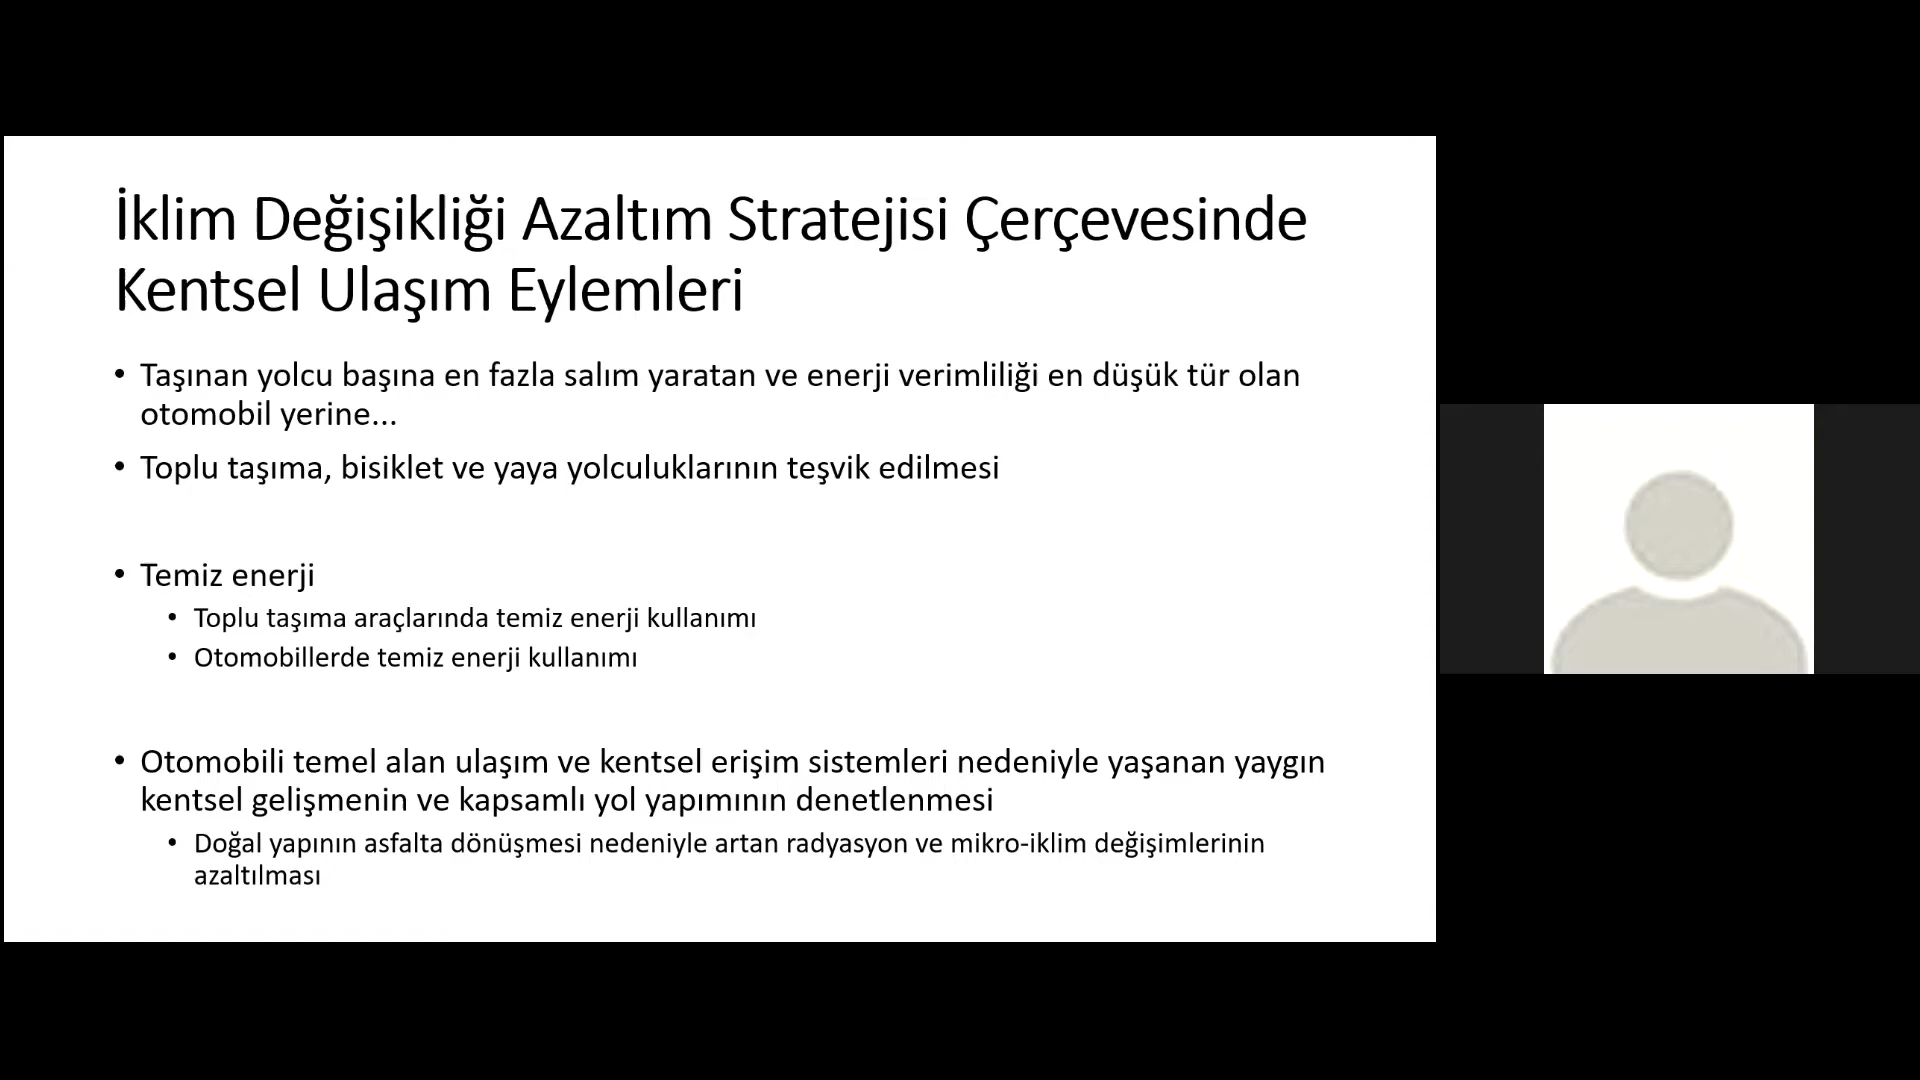 İklim Değişikliği Azaltım Stratejisi Çerçevesinde
Kentsel Ulaşım Eylemleri
• Taşınan yolcu başına en fazla salım yaratan ve enerji verimliliği en düşük tür olan
otomobil yerine...
• Toplu taşıma, bisiklet ve yaya yolculuklarının teşvik edilmesi
• Temiz enerji
• Toplu taşıma araçlarında temiz enerji kullanımı
• Otomobillerde temiz enerji kullanımı
• Otomobili temel alan ulaşım ve kentsel erişim sistemleri nedeniyle yaşanan yaygın
kentsel gelişmenin ve kapsamlı yol yapımının denetlenmesi
• Doğal yapının asfalta dönüşmesi nedeniyle artan radyasyon ve mikro-iklim değişimlerinin
azaltılması